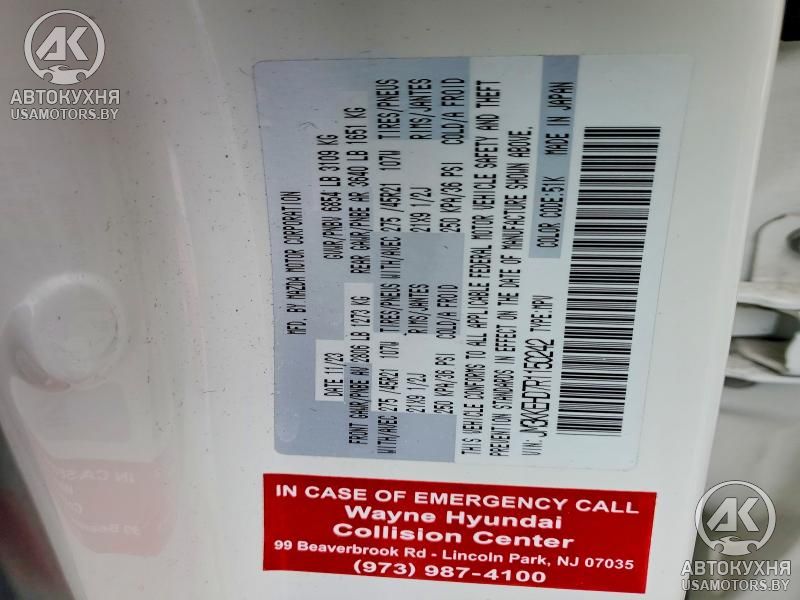 AK
АВТОКУХНЯ
USAMOTORS.BY
MFD. BY MAZDA MOTOR CORPORATION
DATE 11/23 GVWR/PNBV 6854 LB 3109 KG
FRONT GAWR/PNBE AV 2806 LB 1273 KG REAR GAWR/PNBE AR 3640 LB 1651 KG
WITH/AVEC 275 /45R21 107W TIRES/PNEUS WITH/AVEC 275 /45R21 107W TIRES/PNEUS
21X9 1/2J RIMS/JANTES 21X9 1/2J RIMS/JANTES
250 KPA/36 PSI COLD/A FROID 250 KPA/36 PSI COLD/A FROID
THIS VEHICLE CONFORMS TO ALL APPLICABLE FEDERAL MOTOR VEHICLE SAFETY AND THEFT
STANDARDS IN EFFECT ON THE DATE OF MANUFACTURE SHOWN ABOVE.
VIN: TYPE:MPV COLOR CODE:51K MADE IN JAPAN
IN CASE OF EMERGENCY CALL
Wayne Hyundai
Collision Center
99 Beaverbrook Rd - Lincoln Park, NJ 07035
(973) 987-4100
AK
АВТОКУХНЯ
USAMOTORS.BY